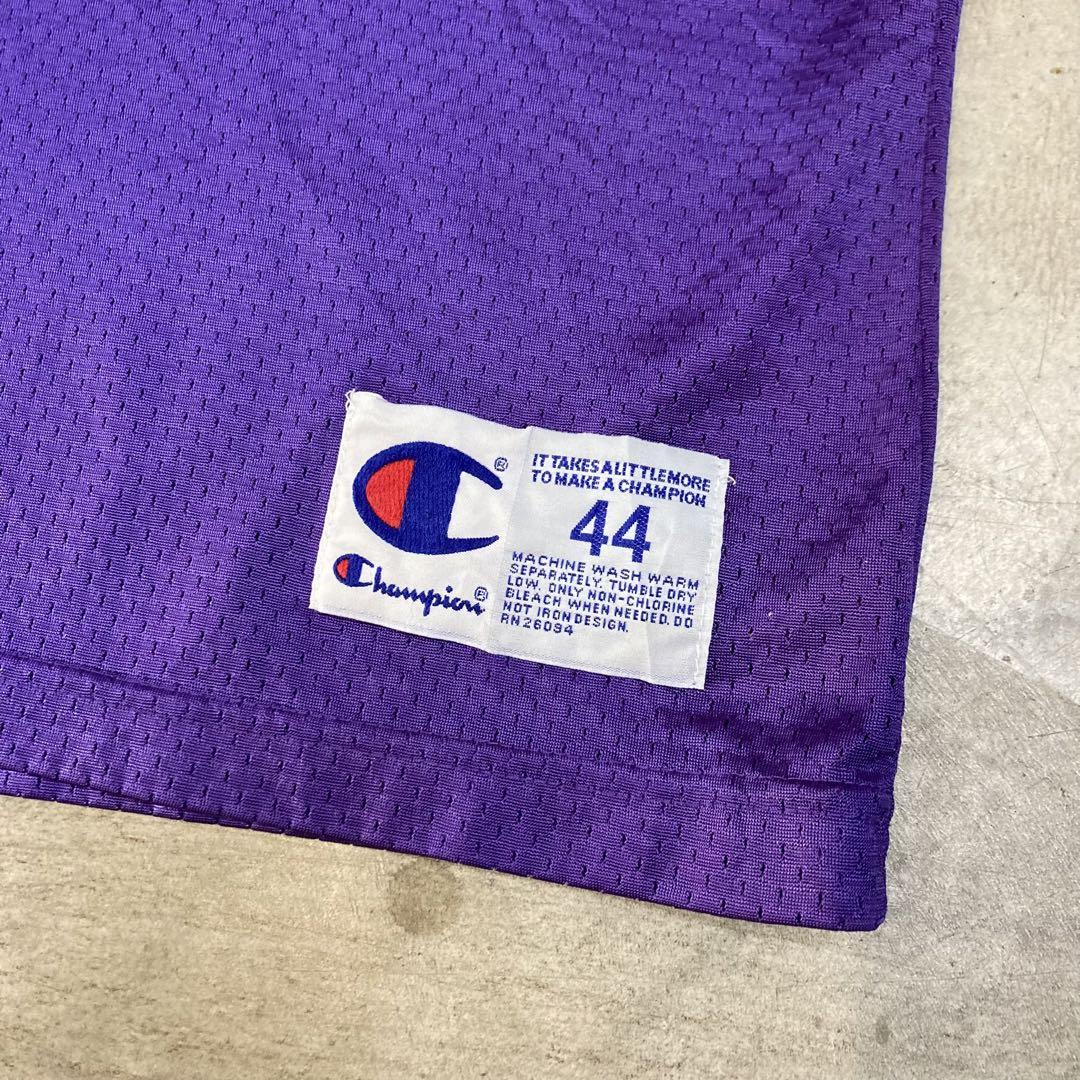 ®
Champion®
IT TAKES A LITTLE MORE
TO MAKE A CHAMPION
44
MACHINE WASH WARM
SEPARATELY. TUMBLE DRY
LOW. ONLY NON-CHLORINE
BLEACH WHEN NEEDED. DO
NOT IRON DESIGN.
RN26094